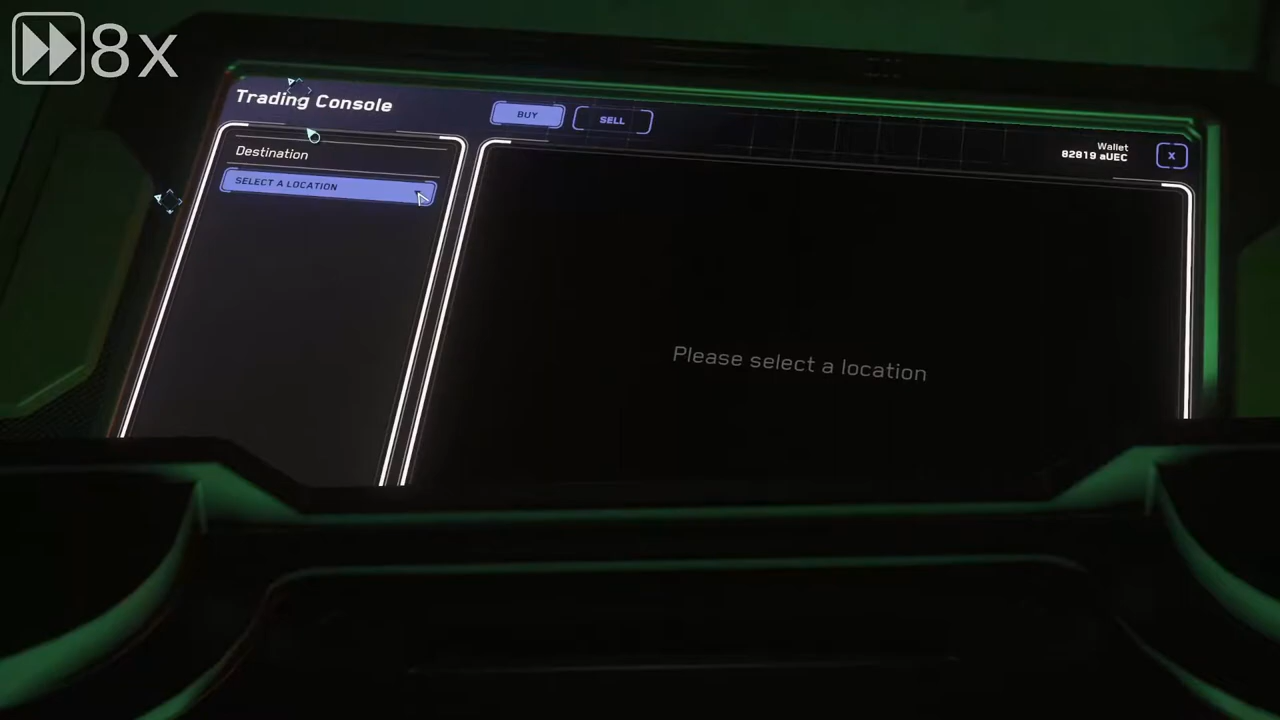 8x
Trading Console
BUY
SELL
Wallet
82819 aUEC
X
Destination
SELECT A LOCATION
Please select a location